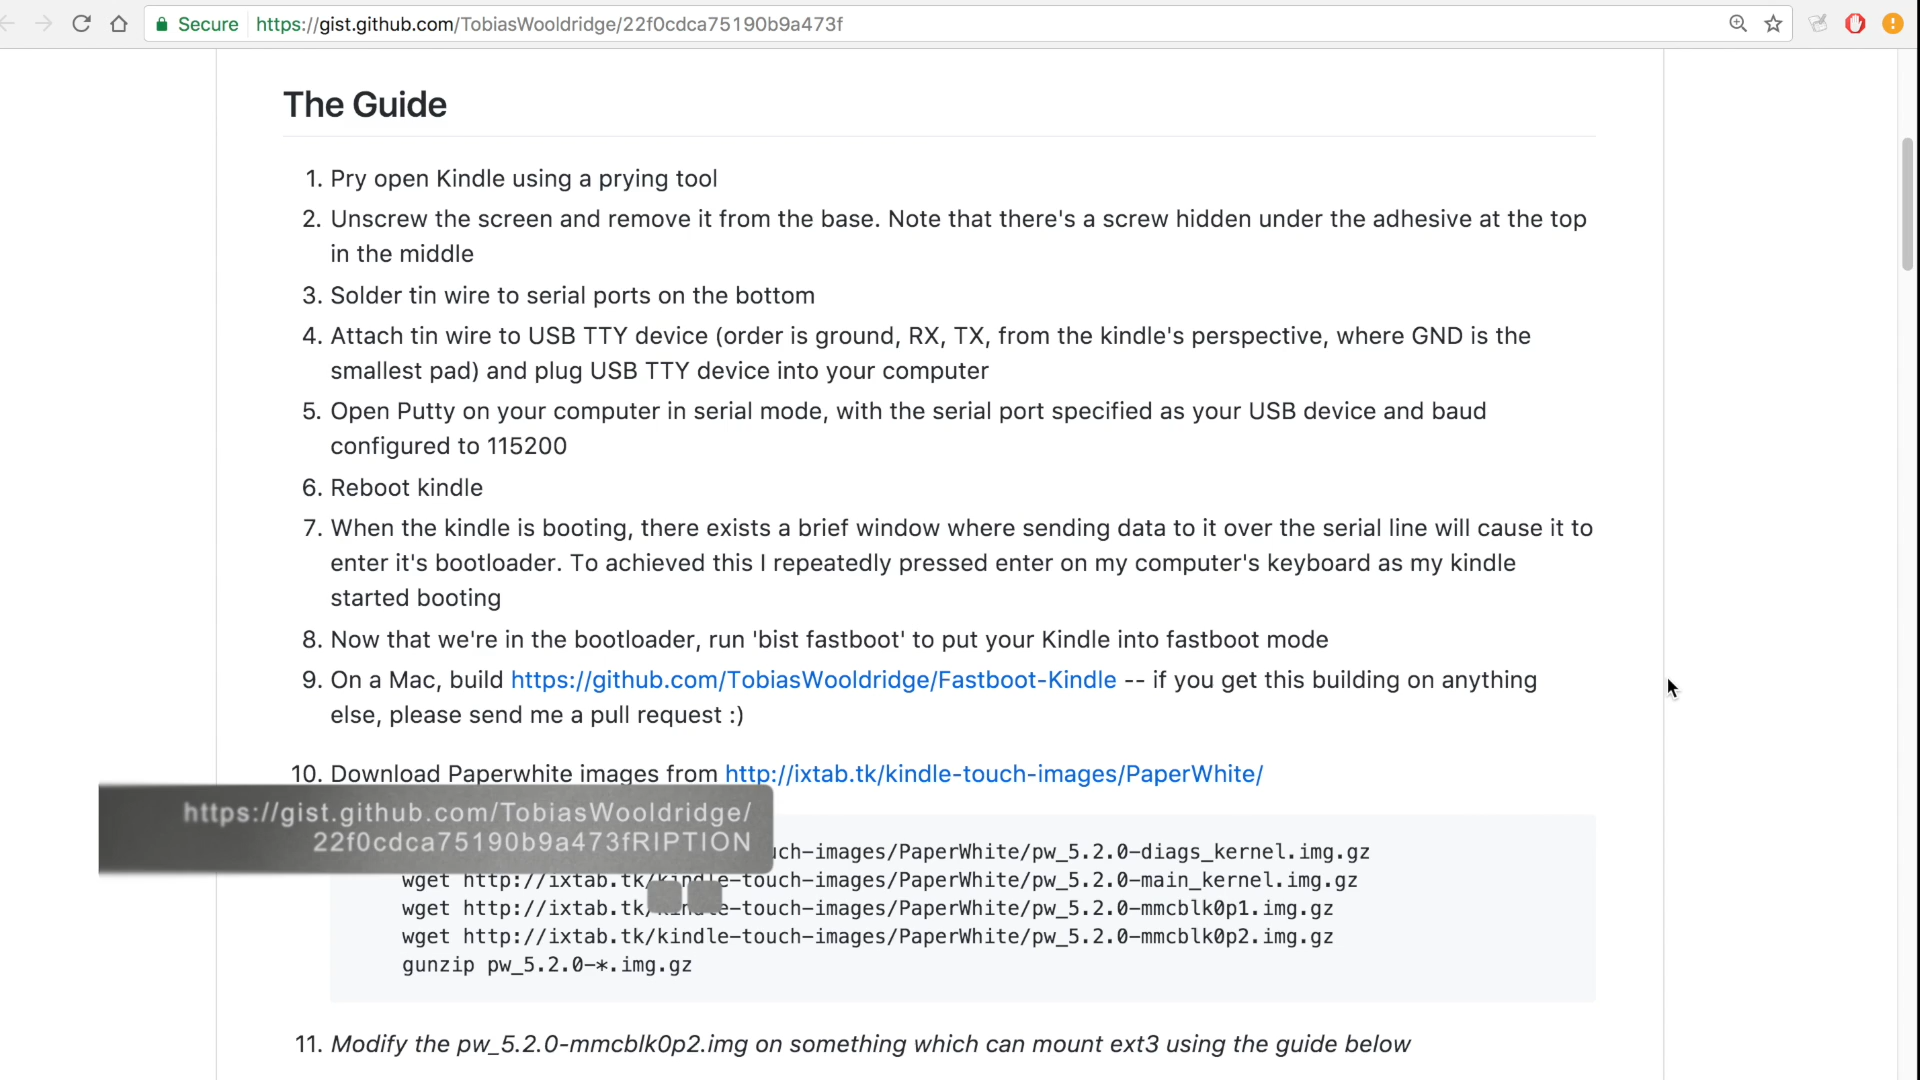 Secure https://gist.github.com/TobiasWooldridge/22f0cdca75190b9a473f
The Guide
1. Pry open Kindle using a prying tool
2. Unscrew the screen and remove it from the base. Note that there's a screw hidden under the adhesive at the top
in the middle
3. Solder tin wire to serial ports on the bottom
4. Attach tin wire to USB TTY device (order is ground, RX, TX, from the kindle's perspective, where GND is the
smallest pad) and plug USB TTY device into your computer
5. Open Putty on your computer in serial mode, with the serial port specified as your USB device and baud
configured to 115200
6. Reboot kindle
7. When the kindle is booting, there exists a brief window where sending data to it over the serial line will cause it to
enter it's bootloader. To achieved this I repeatedly pressed enter on my computer's keyboard as my kindle
started booting
8. Now that we're in the bootloader, run 'bist fastboot' to put your Kindle into fastboot mode
9. On a Mac, build https://github.com/TobiasWooldridge/Fastboot-Kindle -- if you get this building on anything
else, please send me a pull request :)
10. Download Paperwhite images from http://ixtab.tk/kindle-touch-images/PaperWhite/
https://gist.github.com/TobiasWooldridge/
22f0cdca75190b9a473fRIPTION
uch-images/PaperWhite/pw_5.2.0-diags_kernel.img.gz
wget http://ixtab.tk/kindle-touch-images/PaperWhite/pw_5.2.0-main_kernel.img.gz
wget http://ixtab.tk/kindle-touch-images/PaperWhite/pw_5.2.0-mmcblk0p1.img.gz
wget http://ixtab.tk/kindle-touch-images/PaperWhite/pw_5.2.0-mmcblk0p2.img.gz
gunzip pw_5.2.0-*.img.gz
11. Modify the pw_5.2.0-mmcblk0p2.img on something which can mount ext3 using the guide below